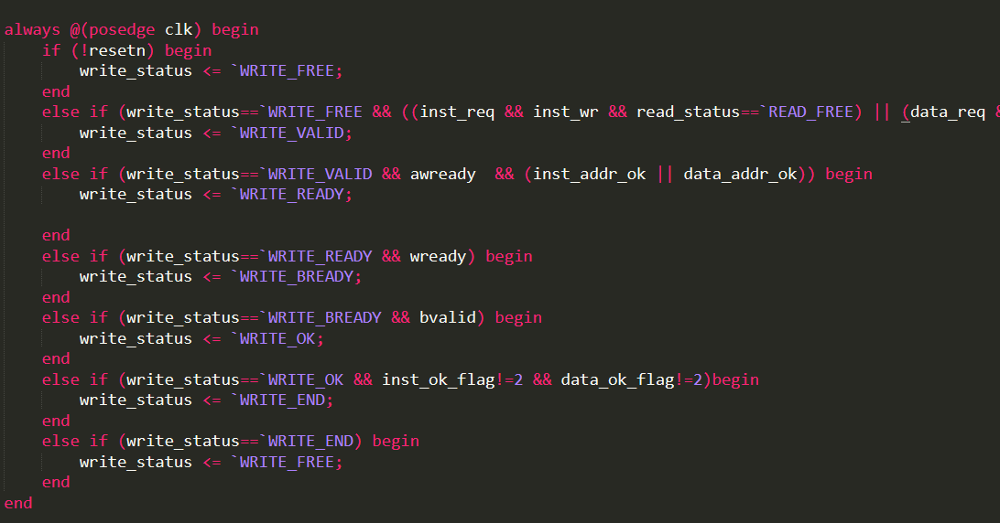 always @(posedge clk) begin
    if (!resetn) begin
        write_status <= `WRITE_FREE;
    end
    else if (write_status==`WRITE_FREE && ((inst_req && inst_wr && read_status==`READ_FREE) || (data_req &
        write_status <= `WRITE_VALID;
    end
    else if (write_status==`WRITE_VALID && awready  && (inst_addr_ok || data_addr_ok)) begin
        write_status <= `WRITE_READY;
    end
    else if (write_status==`WRITE_READY && wready) begin
        write_status <= `WRITE_BREADY;
    end
    else if (write_status==`WRITE_BREADY && bvalid) begin
        write_status <= `WRITE_OK;
    end
    else if (write_status==`WRITE_OK && inst_ok_flag!=2 && data_ok_flag!=2)begin
        write_status <= `WRITE_END;
    end
    else if (write_status==`WRITE_END) begin
        write_status <= `WRITE_FREE;
    end
end